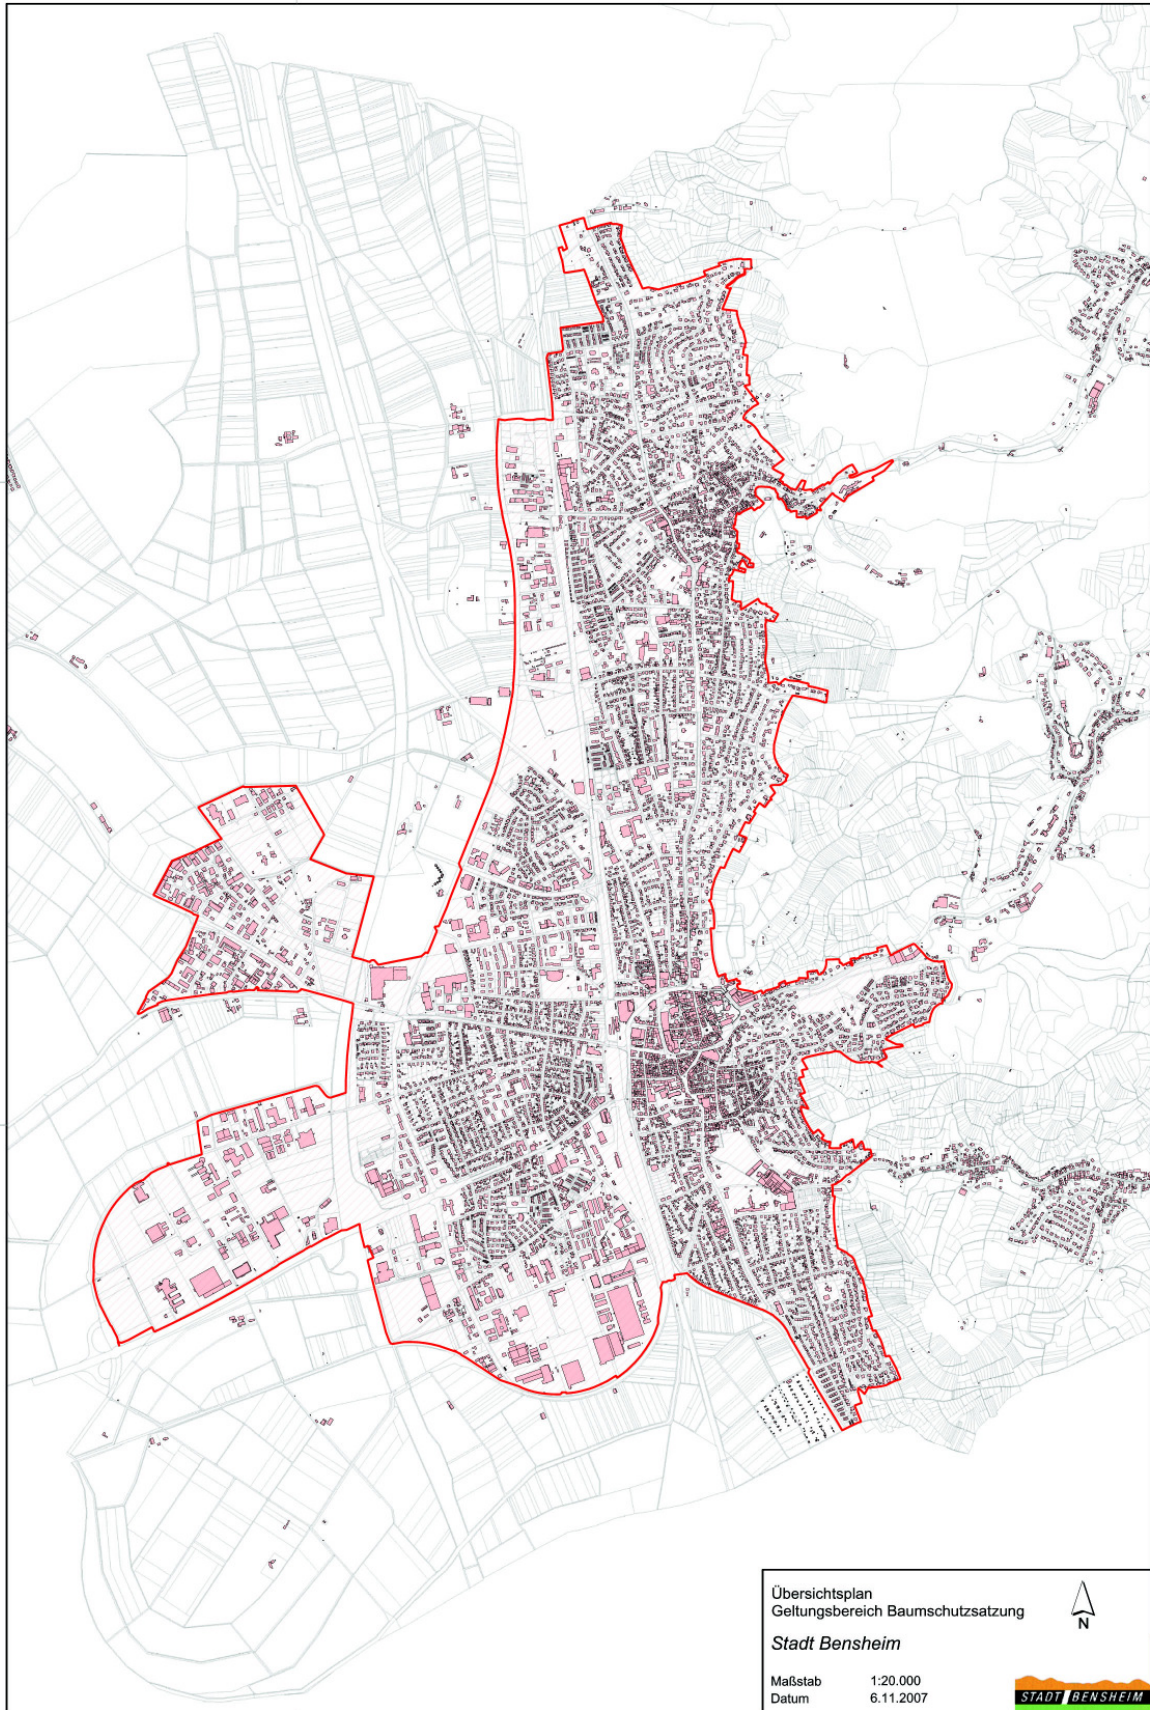 Übersichtsplan
Geltungsbereich Baumschutzsatzung
N
Stadt Bensheim
Maßstab 1:20.000
Datum 6.11.2007
STADT BENSHEIM